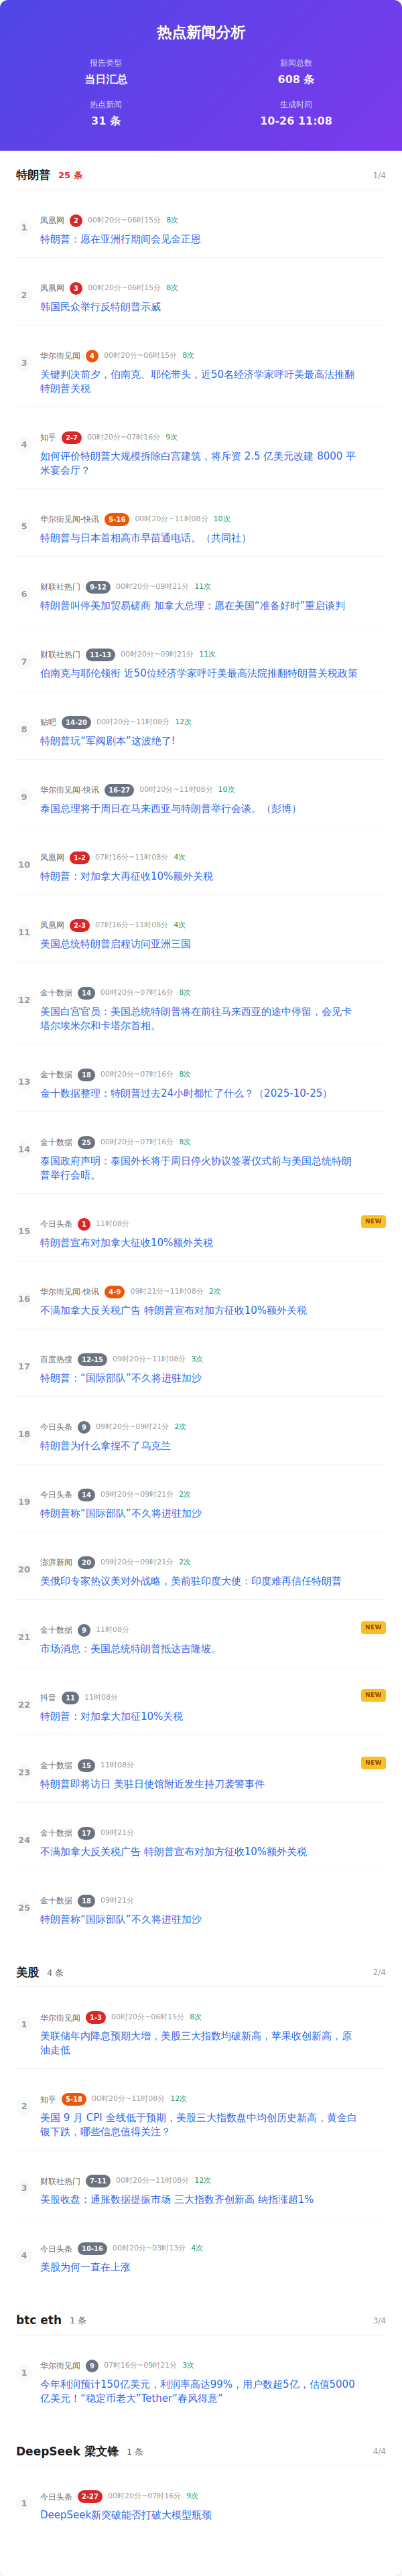 热点新闻分析
报告类型
新闻总数
当日汇总
608 条
热点新闻
生成时间
31 条
10-26 11:08
特朗普 25 条 1/4
1
凤凰网 2 00时20分~06时15分 8次
特朗普：愿在亚洲行期间会见金正恩
2
凤凰网 3 00时20分~06时15分 8次
韩国民众举行反特朗普示威
3
华尔街见闻 4 00时20分~06时15分 8次
关键判决前夕，伯南克、耶伦带头，近50名经济学家呼吁美最高法推翻
特朗普关税
4
知乎 2-7 00时20分~07时16分 9次
如何评价特朗普大规模拆除白宫建筑，将斥资 2.5 亿美元改建 8000 平
米宴会厅？
5
华尔街见闻-快讯 5-16 00时20分~11时08分 10次
特朗普与日本首相高市早苗通电话。（共同社）
6
财联社热门 9-12 00时20分~09时21分 11次
特朗普叫停美加贸易磋商 加拿大总理：愿在美国“准备好时”重启谈判
7
财联社热门 11-13 00时20分~09时21分 11次
伯南克与耶伦领衔 近50位经济学家呼吁美最高法院推翻特朗普关税政策
8
贴吧 14-20 00时20分~11时08分 12次
特朗普玩“军阀剧本”这波绝了!
9
华尔街见闻-快讯 16-27 00时20分~11时08分 10次
泰国总理将于周日在马来西亚与特朗普举行会谈。（彭博）
10
凤凰网 1-2 07时16分~11时08分 4次
特朗普：对加拿大再征收10%额外关税
11
凤凰网 2-3 07时16分~11时08分 4次
美国总统特朗普启程访问亚洲三国
12
金十数据 14 00时20分~07时16分 8次
美国白宫官员：美国总统特朗普将在前往马来西亚的途中停留，会见卡
塔尔埃米尔和卡塔尔首相。
13
金十数据 18 00时20分~07时16分 8次
金十数据整理：特朗普过去24小时都忙了什么？（2025-10-25）
14
金十数据 25 00时20分~07时16分 8次
泰国政府声明：泰国外长将于周日停火协议签署仪式前与美国总统特朗
普举行会晤。
15
今日头条 1 11时08分 NEW
特朗普宣布对加拿大征收10%额外关税
16
华尔街见闻-快讯 4-9 09时21分~11时08分 2次
不满加拿大反关税广告 特朗普宣布对加方征收10%额外关税
17
百度热搜 12-15 09时20分~11时08分 3次
特朗普：“国际部队”不久将进驻加沙
18
今日头条 9 09时20分~09时21分 2次
特朗普为什么拿捏不了乌克兰
19
今日头条 14 09时20分~09时21分 2次
特朗普称“国际部队”不久将进驻加沙
20
澎湃新闻 20 09时20分~09时21分 2次
美俄印专家热议美对外战略，美前驻印度大使：印度难再信任特朗普
21
金十数据 9 11时08分 NEW
市场消息：美国总统特朗普抵达吉隆坡。
22
抖音 11 11时08分 NEW
特朗普：对加拿大加征10%关税
23
金十数据 15 11时08分 NEW
特朗普即将访日 美驻日使馆附近发生持刀袭警事件
24
金十数据 17 09时21分
不满加拿大反关税广告 特朗普宣布对加方征收10%额外关税
25
金十数据 18 09时21分
特朗普称“国际部队”不久将进驻加沙
美股 4 条 2/4
1
华尔街见闻 1-3 00时20分~06时15分 8次
美联储年内降息预期大增，美股三大指数均破新高，苹果收创新高，原
油走低
2
知乎 5-18 00时20分~11时08分 12次
美国 9 月 CPI 全线低于预期，美股三大指数盘中均创历史新高，黄金白
银下跌，哪些信息值得关注？
3
财联社热门 7-11 00时20分~11时08分 12次
美股收盘：通胀数据提振市场 三大指数齐创新高 纳指涨超1%
4
今日头条 10-16 00时20分~03时13分 4次
美股为何一直在上涨
btc eth 1 条 3/4
1
华尔街见闻 9 07时16分~09时21分 3次
今年利润预计150亿美元，利润率高达99%，用户数超5亿，估值5000
亿美元！“稳定币老大”Tether“春风得意”
DeepSeek 梁文锋 1 条 4/4
1
今日头条 2-27 00时20分~07时16分 9次
DeepSeek新突破能否打破大模型瓶颈